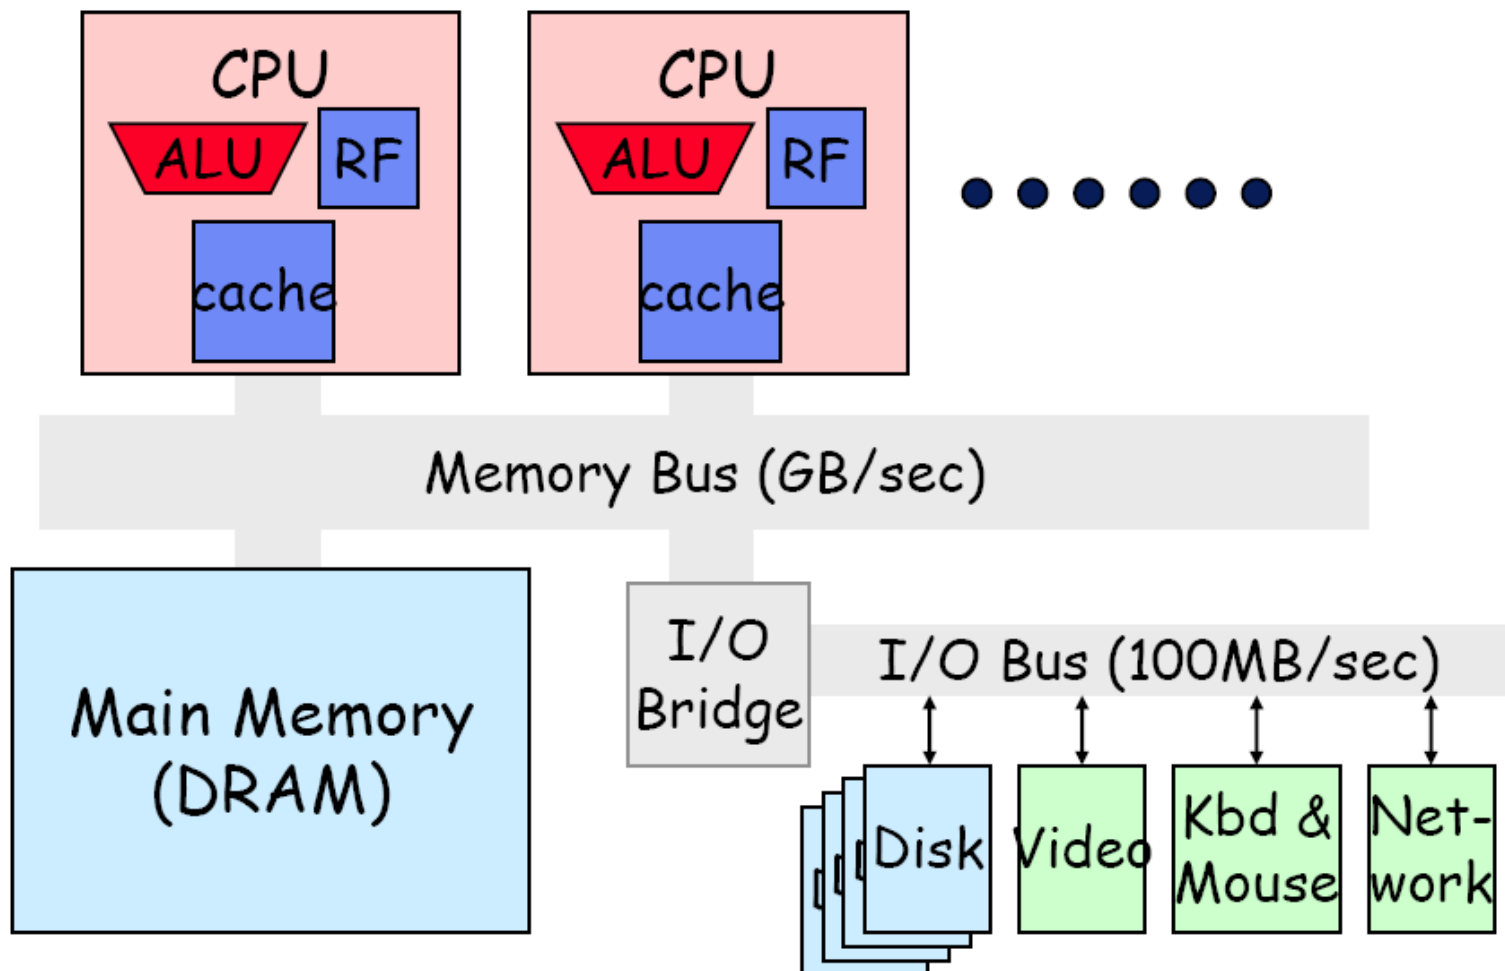 CPU
ALU
RF
cache
CPU
ALU
RF
cache
Memory Bus (GB/sec)
Main Memory
(DRAM)
I/O
Bridge
I/O Bus (100MB/sec)
Disk
Video
Kbd &
Mouse
Net-
work